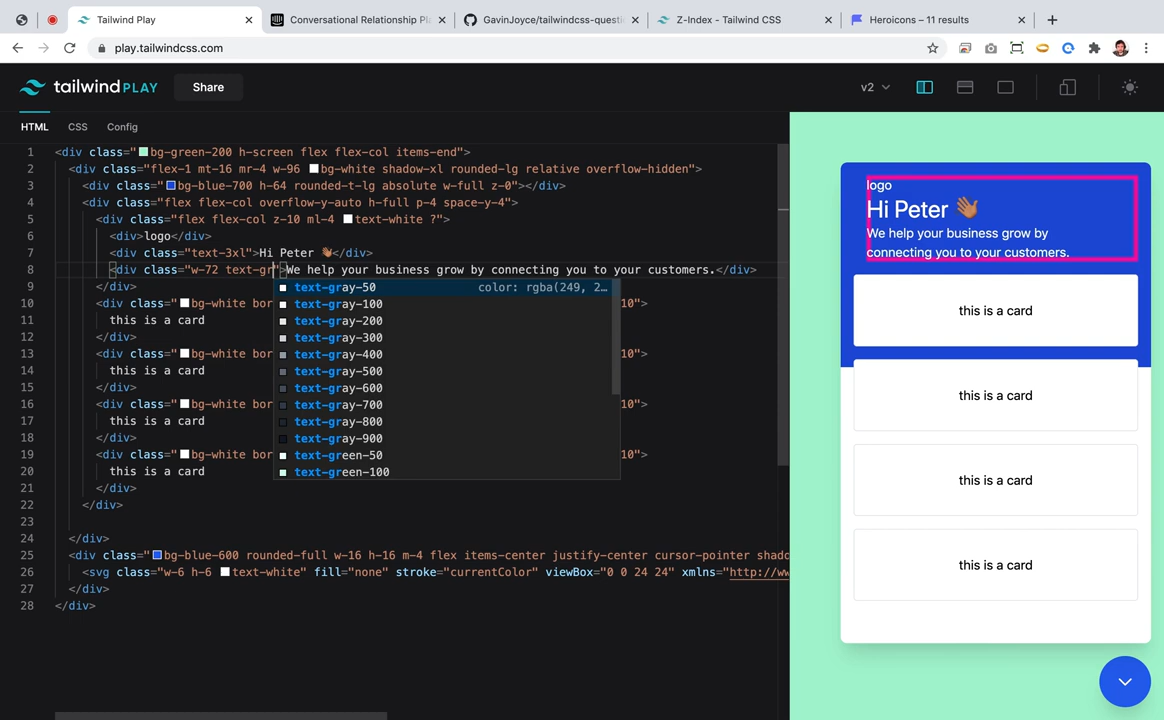 Tailwind Play
Conversational Relationship Pl
GavinJoyce/tailwindcss-questi
Z-Index - Tailwind CSS
Heroicons – 11 results
play.tailwindcss.com
tailwind PLAY
Share
v2
HTML
CSS
Config
1 <div class="bg-green-200 h-screen flex flex-col items-end">
2 <div class="flex-1 mt-16 mr-4 w-96 bg-white shadow-xl rounded-lg relative overflow-hidden">
3 <div class="bg-blue-700 h-64 rounded-t-lg absolute w-full z-0"></div>
4 <div class="flex flex-col overflow-y-auto h-full p-4 space-y-4">
5 <div class="flex flex-col z-10 ml-4 text-white ?">
6 <div>logo</div>
7 <div class="text-3xl">Hi Peter 👋🏾</div>
8 <div class="w-72 text-gr">We help your business grow by connecting you to your customers.</div>
9 </div>
10 <div class="bg-white bor 10">
11 this is a card
12 </div>
13 <div class="bg-white bor 10">
14 this is a card
15 </div>
16 <div class="bg-white bor 10">
17 this is a card
18 </div>
19 <div class="bg-white bor 10">
20 this is a card
21 </div>
22 </div>
23
24 </div>
25 <div class="bg-blue-600 rounded-full w-16 h-16 m-4 flex items-center justify-center cursor-pointer shado
26 <svg class="w-6 h-6 text-white" fill="none" stroke="currentColor" viewBox="0 0 24 24" xmlns="http://ww
27 </div>
28 </div>
text-gray-50 color: rgba(249, 2…
text-gray-100
text-gray-200
text-gray-300
text-gray-400
text-gray-500
text-gray-600
text-gray-700
text-gray-800
text-gray-900
text-green-50
text-green-100
logo
Hi Peter 👋🏾
We help your business grow by
connecting you to your customers.
this is a card
this is a card
this is a card
this is a card